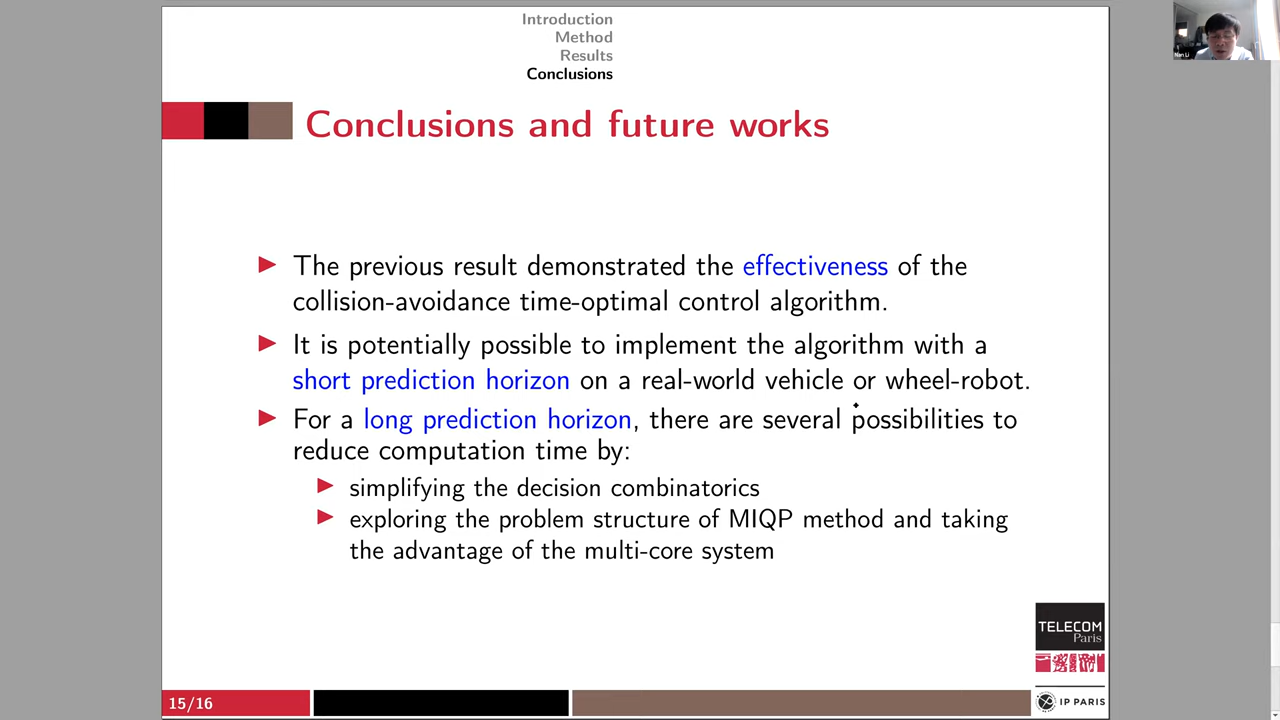 Introduction
Method
Results
Conclusions
Nan Li
Conclusions and future works
The previous result demonstrated the effectiveness of the
collision-avoidance time-optimal control algorithm.
It is potentially possible to implement the algorithm with a
short prediction horizon on a real-world vehicle or wheel-robot.
For a long prediction horizon, there are several possibilities to
reduce computation time by:
simplifying the decision combinatorics
exploring the problem structure of MIQP method and taking
the advantage of the multi-core system
TELECOM
Paris
15/16
IP PARIS